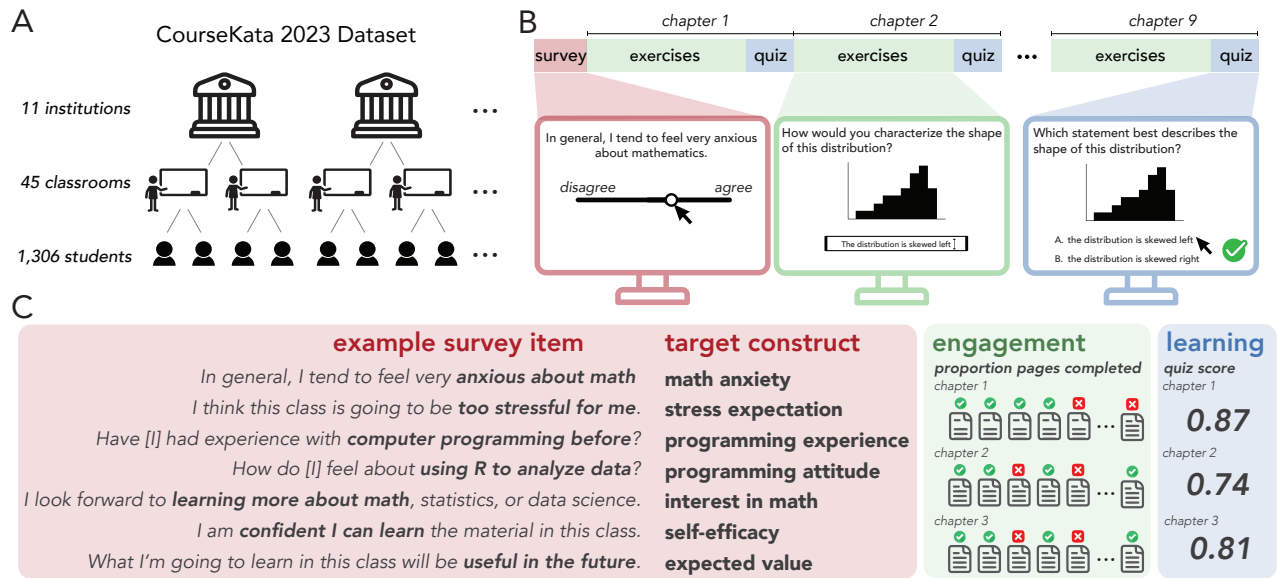 A
CourseKata 2023 Dataset
11 institutions
...
45 classrooms
...
1,306 students
...
B
chapter 1
chapter 2
chapter 9
survey
exercises
quiz
exercises
quiz
...
exercises
quiz
In general, I tend to feel very anxious
about mathematics.
disagree
agree
How would you characterize the shape
of this distribution?
The distribution is skewed left
Which statement best describes the
shape of this distribution?
A. the distribution is skewed left
B. the distribution is skewed right
C
example survey item
target construct
In general, I tend to feel very anxious about math
math anxiety
I think this class is going to be too stressful for me.
stress expectation
Have [I] had experience with computer programming before?
programming experience
How do [I] feel about using R to analyze data?
programming attitude
I look forward to learning more about math, statistics, or data science.
interest in math
I am confident I can learn the material in this class.
self-efficacy
What I'm going to learn in this class will be useful in the future.
expected value
engagement
proportion pages completed
chapter 1
...
chapter 2
...
chapter 3
...
learning
quiz score
chapter 1
0.87
chapter 2
0.74
chapter 3
0.81